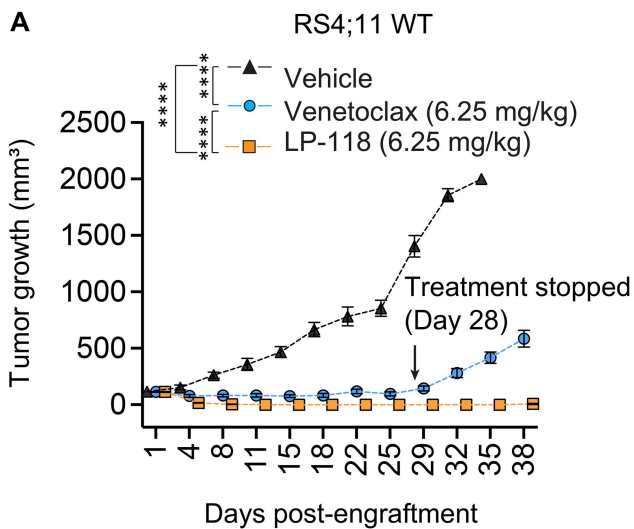 A
RS4;11 WT
****
****
****
Vehicle
Venetoclax (6.25 mg/kg)
LP-118 (6.25 mg/kg)
Tumor growth (mm³)
2500
2000
1500
1000
500
0
Treatment stopped
(Day 28)
1 4 8 11 15 18 22 25 29 32 35 38
Days post-engraftment